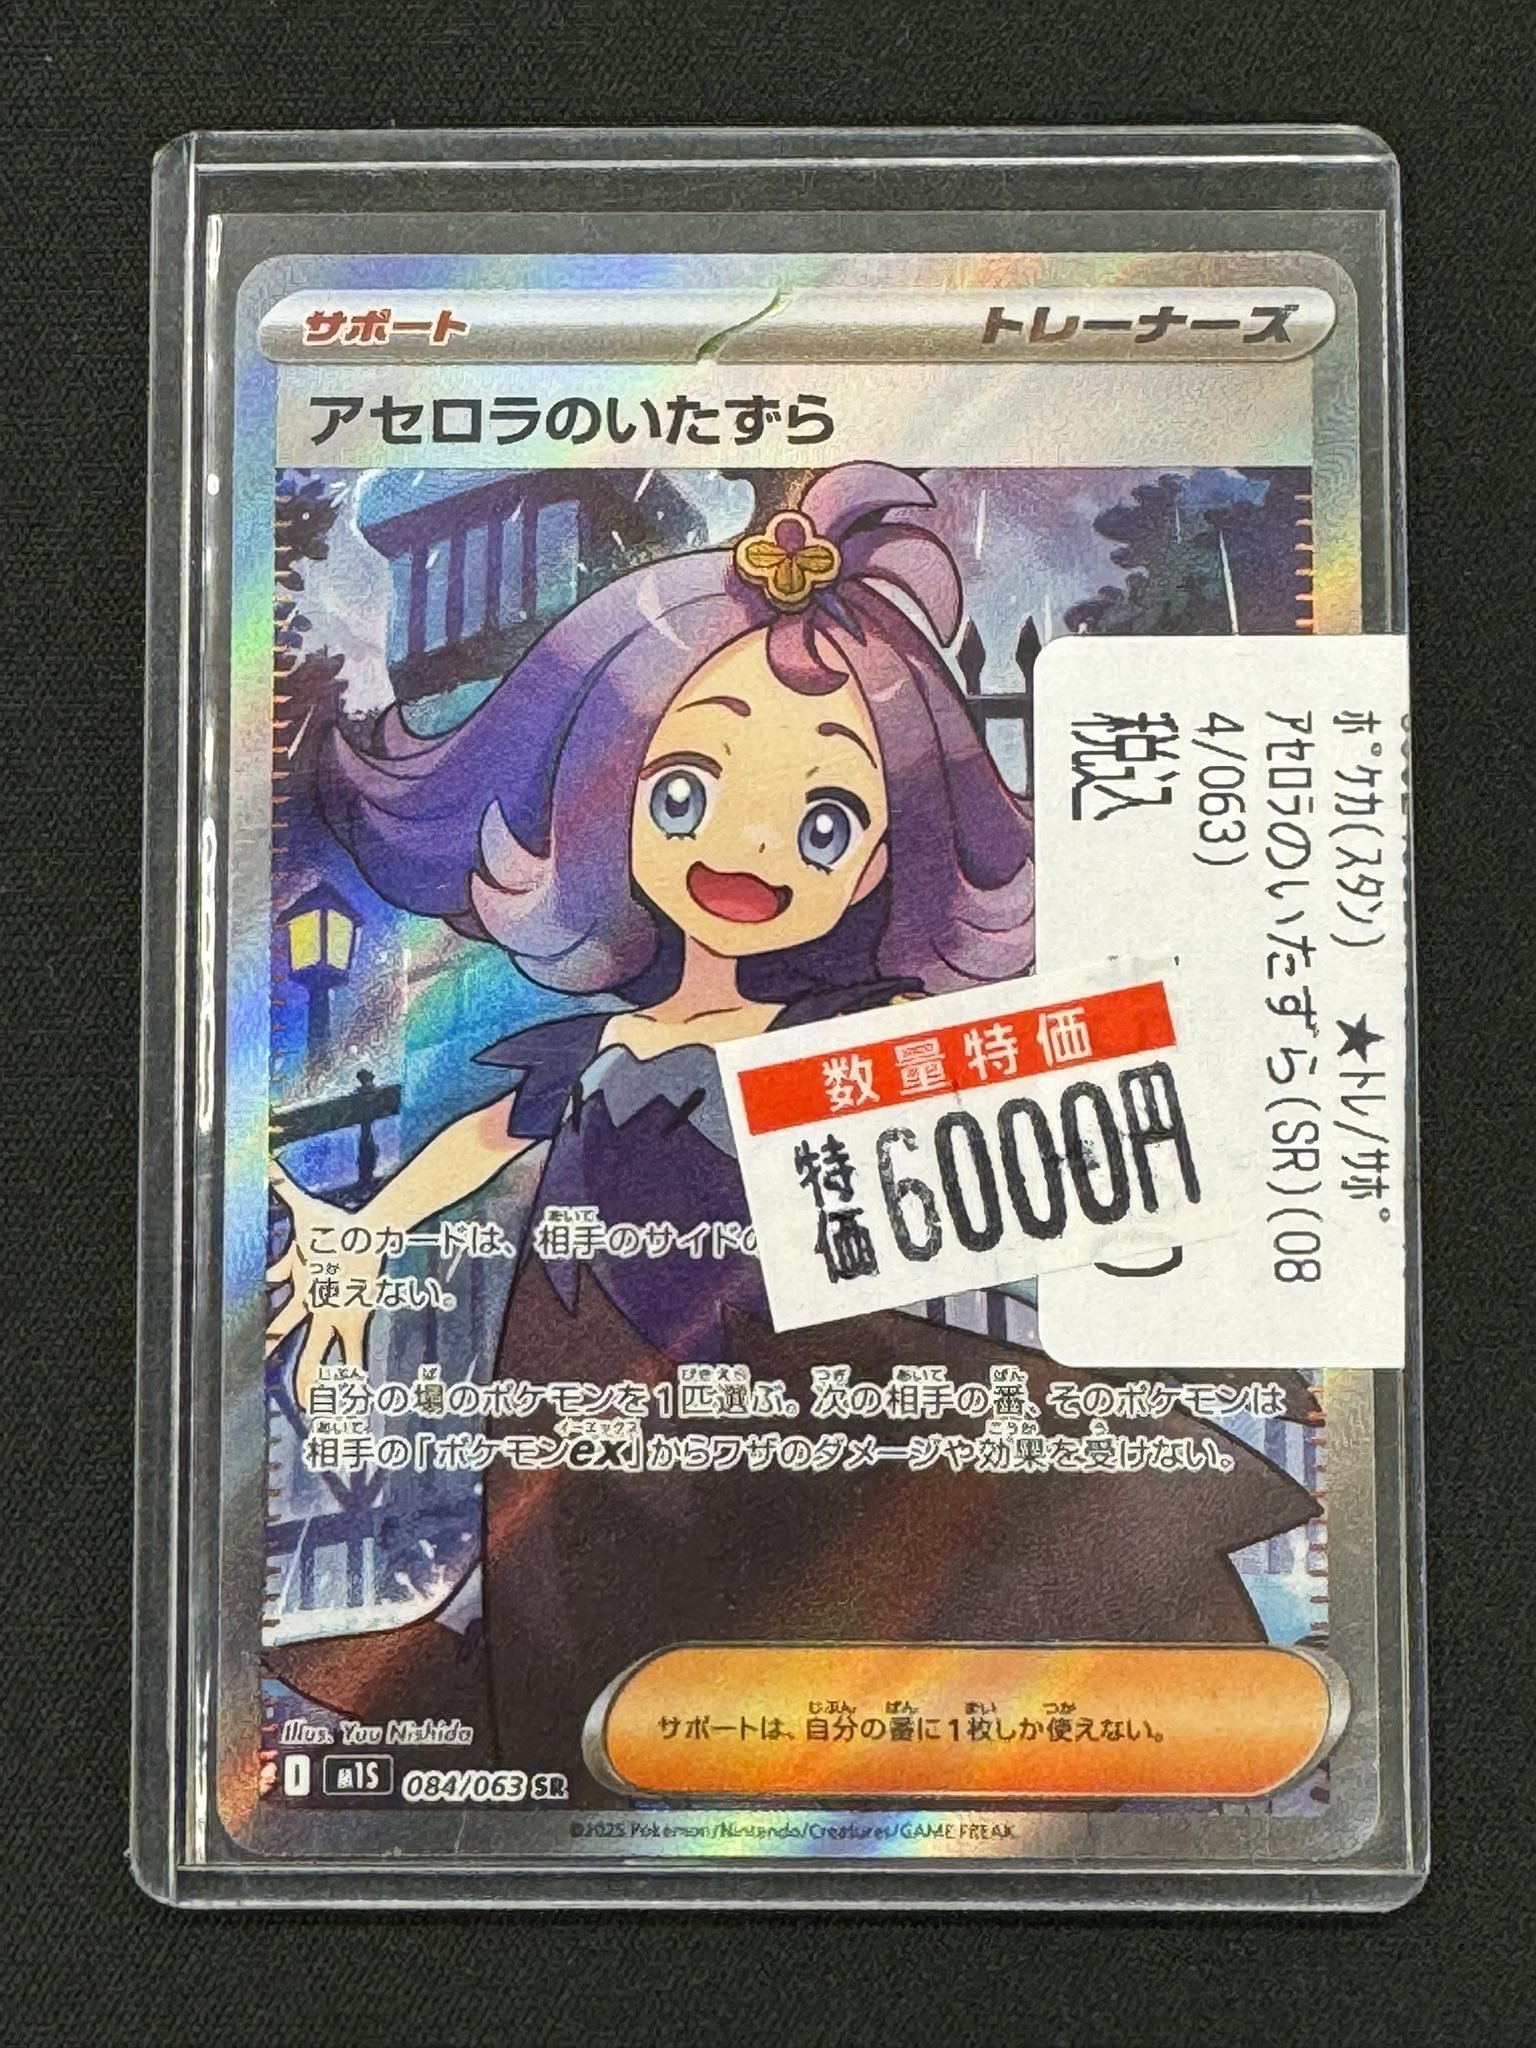 サポート
トレーナーズ
アセロラのいたずら
ポケカ(スタン) ★トレ/サポ
アセロラのいたずら(SR)(08
4/063)
税込
数量特価
特価 6000円
このカードは、相手のサイドの
使えない。
自分の場のポケモンを1匹選ぶ。次の相手の番、そのポケモンは
相手の「ポケモンex」からワザのダメージや効果を受けない。
サポートは、自分の番に1枚しか使えない。
Illus. Yuu Nishida
I M1S 084/063 SR
©2025 Pokémon/Nintendo/Creatures/GAME FREAK